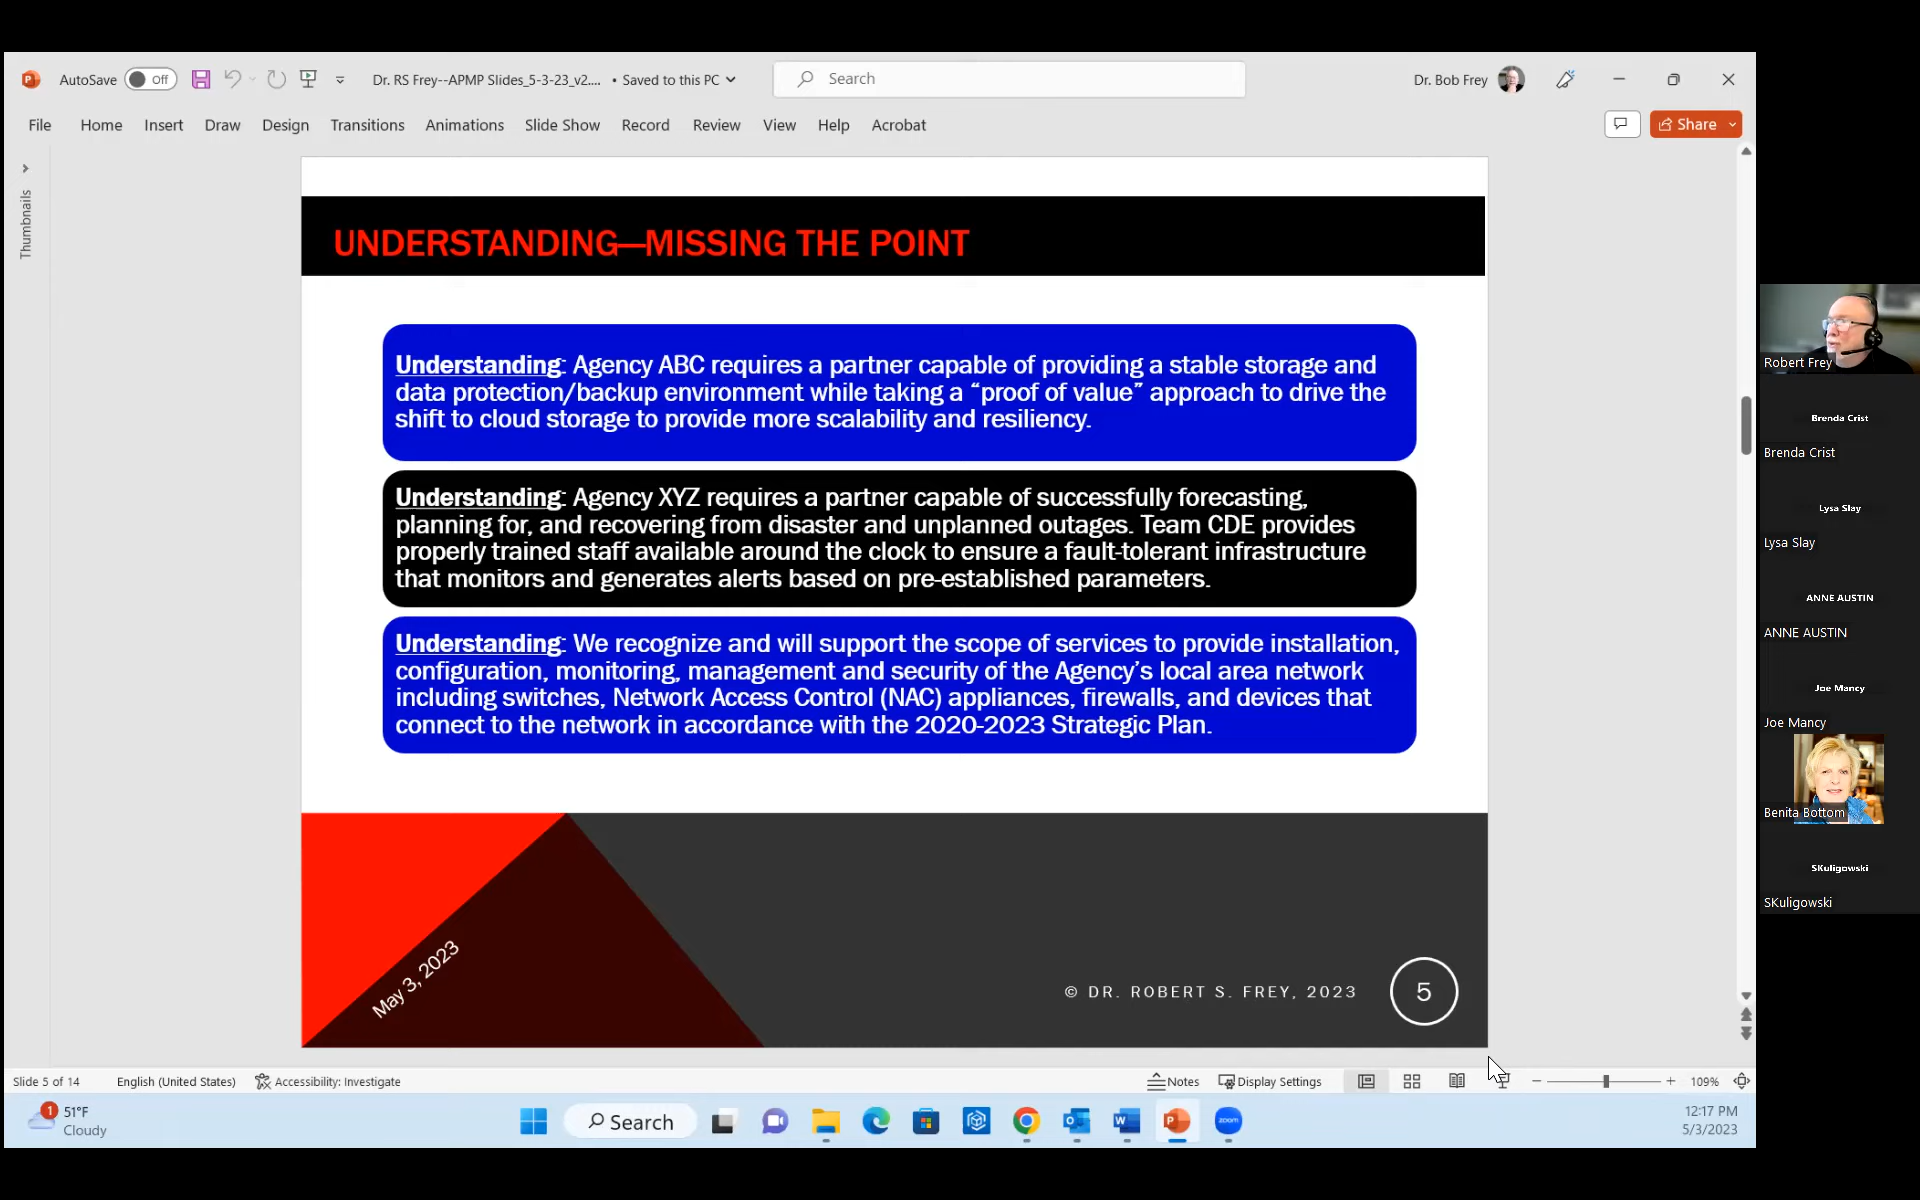 AutoSave Off Dr. RS Frey--APMP Slides_5-3-23_v2.... • Saved to this PC Search Dr. Bob Frey
File Home Insert Draw Design Transitions Animations Slide Show Record Review View Help Acrobat Share
Thumbnails
UNDERSTANDING—MISSING THE POINT
Understanding: Agency ABC requires a partner capable of providing a stable storage and
data protection/backup environment while taking a “proof of value” approach to drive the
shift to cloud storage to provide more scalability and resiliency.
Understanding: Agency XYZ requires a partner capable of successfully forecasting,
planning for, and recovering from disaster and unplanned outages. Team CDE provides
properly trained staff available around the clock to ensure a fault-tolerant infrastructure
that monitors and generates alerts based on pre-established parameters.
Understanding: We recognize and will support the scope of services to provide installation,
configuration, monitoring, management and security of the Agency’s local area network
including switches, Network Access Control (NAC) appliances, firewalls, and devices that
connect to the network in accordance with the 2020-2023 Strategic Plan.
May 3, 2023
© DR. ROBERT S. FREY, 2023
5
Robert Frey
Brenda Crist
Brenda Crist
Lysa Slay
Lysa Slay
ANNE AUSTIN
ANNE AUSTIN
Joe Mancy
Joe Mancy
Benita Bottom
SKuligowski
SKuligowski
Slide 5 of 14 English (United States) Accessibility: Investigate Notes Display Settings 109%
1
51°F
Cloudy
Search
zoom
12:17 PM
5/3/2023